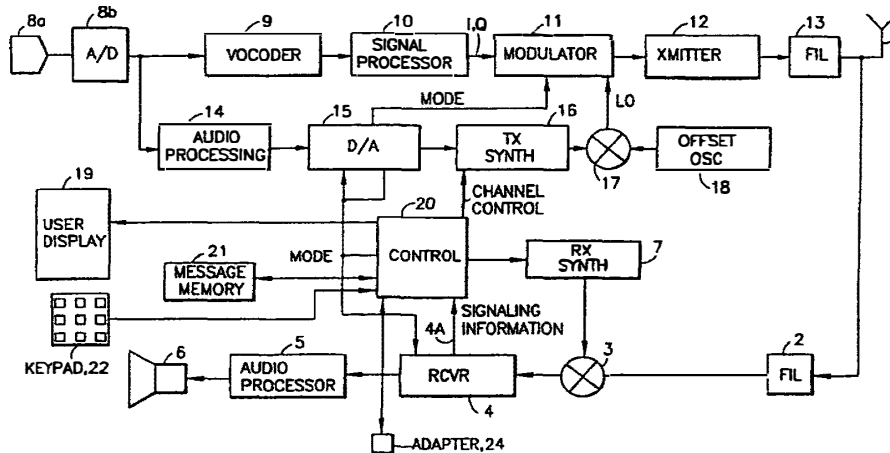 8a
8b
A/D
9
VOCODER
10
SIGNAL
PROCESSOR
I,Q
11
MODULATOR
12
XMITTER
13
FIL
MODE
LO
14
AUDIO
PROCESSING
15
D/A
16
TX
SYNTH
17
OFFSET
OSC
18
19
USER
DISPLAY
20
CONTROL
CHANNEL
CONTROL
21
MESSAGE
MEMORY
MODE
RX
SYNTH
7
KEYPAD,22
SIGNALING
INFORMATION
4A
6
5
AUDIO
PROCESSOR
RCVR
4
3
2
FIL
ADAPTER,24